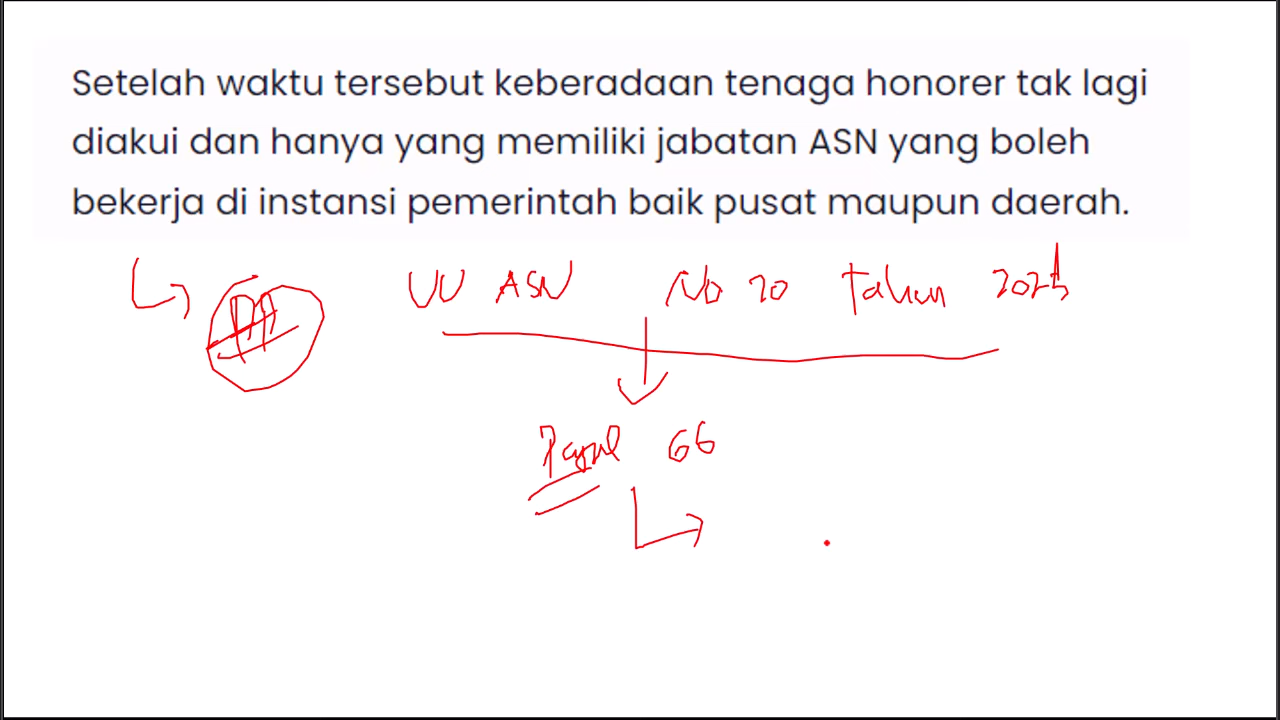 Setelah waktu tersebut keberadaan tenaga honorer tak lagi
diakui dan hanya yang memiliki jabatan ASN yang boleh
bekerja di instansi pemerintah baik pusat maupun daerah.
UU ASN No 20 tahun
Pasal 66